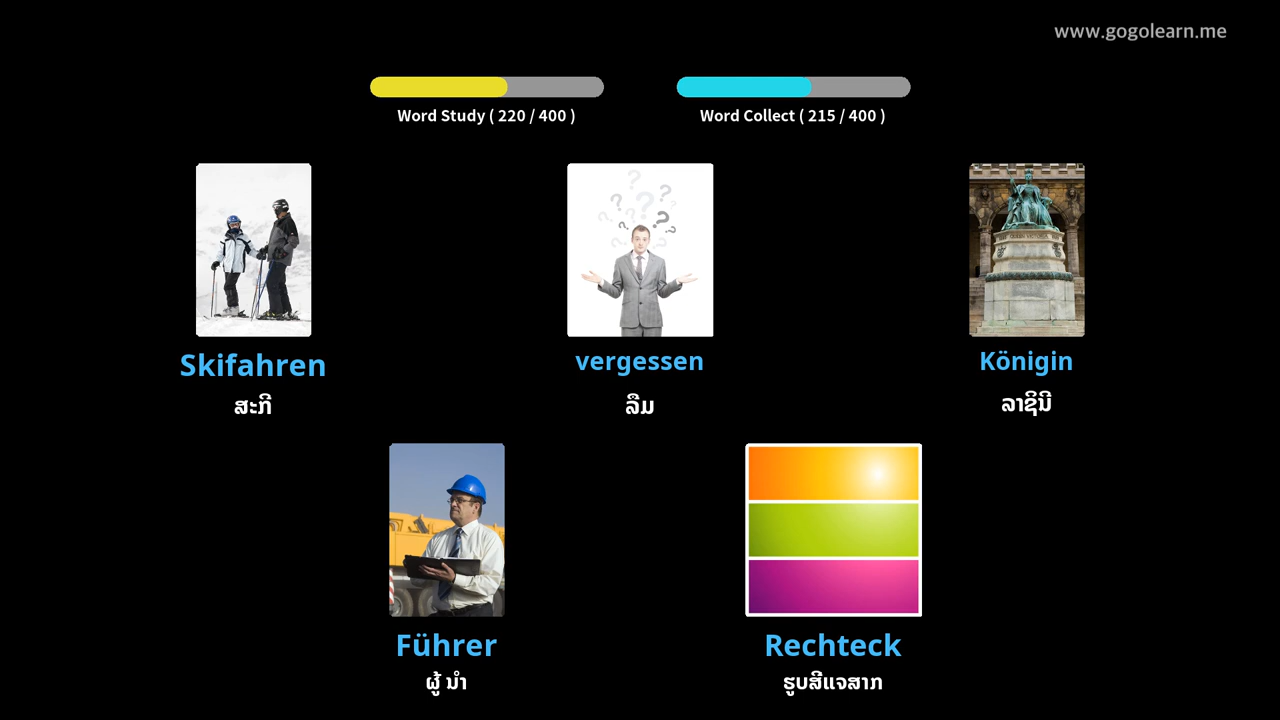 www.gogolearn.me
Word Study ( 220 / 400 )
Word Collect ( 215 / 400 )
Skifahren
ສະກີ
vergessen
ລືມ
Königin
ລາຊິນີ
Führer
ຜູ້ ນຳ
Rechteck
ຮູບສີ່ແຈສາກ